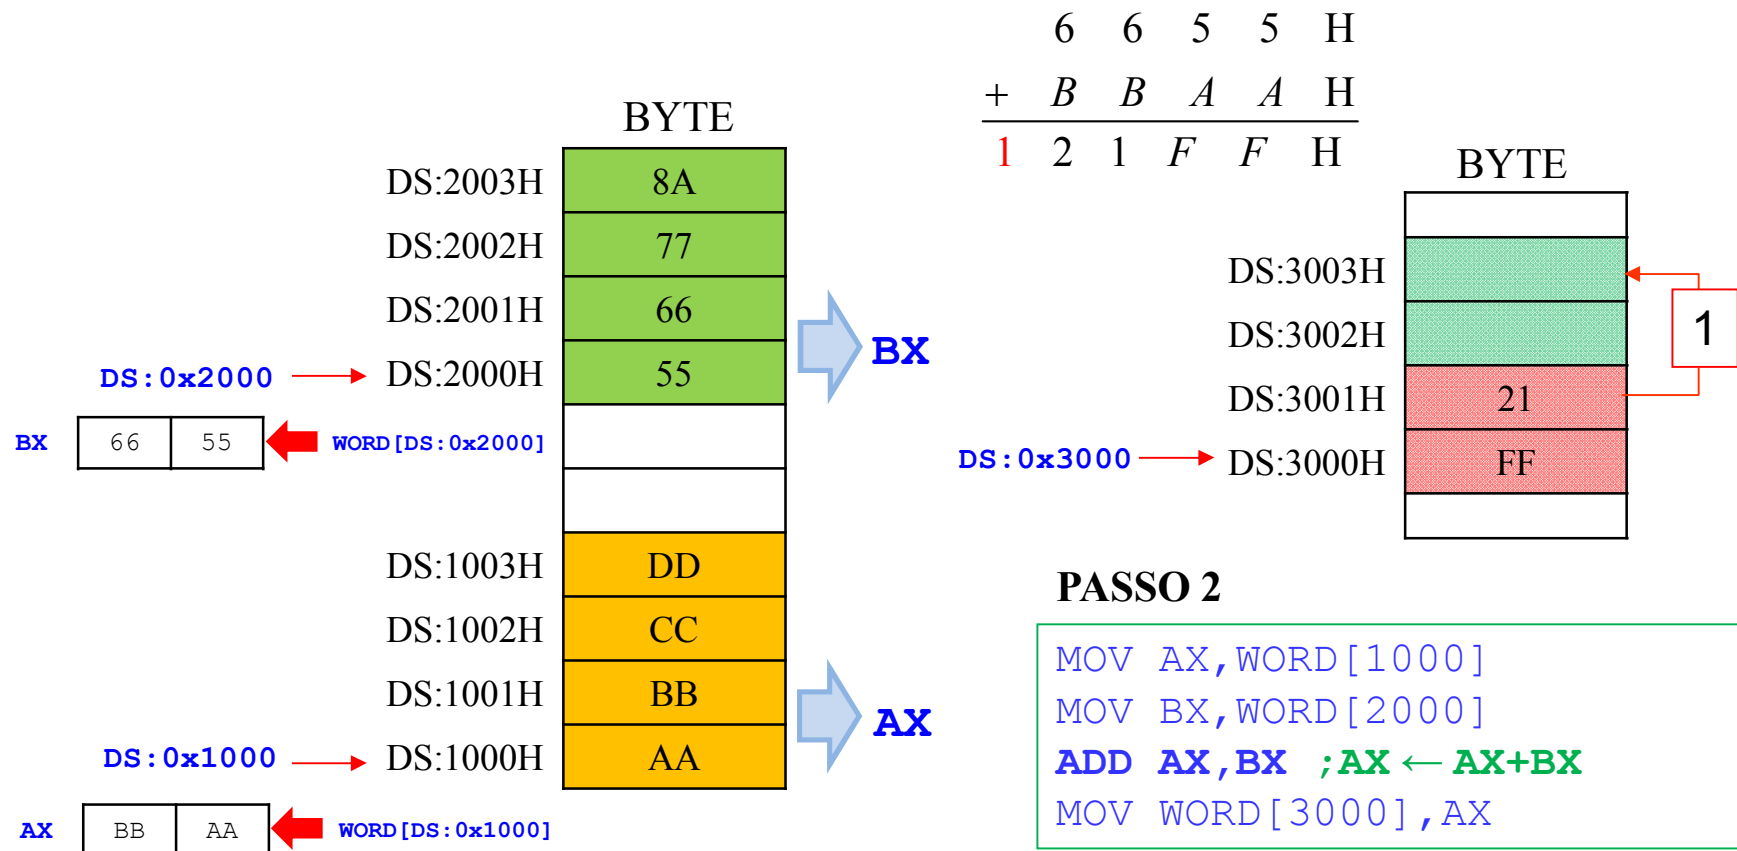 6 6 5 5 H
+ B B A A H
1 2 1 F F H
BYTE
DS:2003H 8A
DS:2002H 77
DS:2001H 66
DS:0x2000 DS:2000H 55
BX
BX 66 55 WORD[DS:0x2000]
DS:1003H DD
DS:1002H CC
DS:1001H BB
AX
DS:0x1000 DS:1000H AA
AX BB AA WORD[DS:0x1000]
BYTE
DS:3003H
DS:3002H
1
DS:3001H 21
DS:0x3000 DS:3000H FF
PASSO 2
MOV AX,WORD[1000]
MOV BX,WORD[2000]
ADD AX,BX ;AX ← AX+BX
MOV WORD[3000],AX